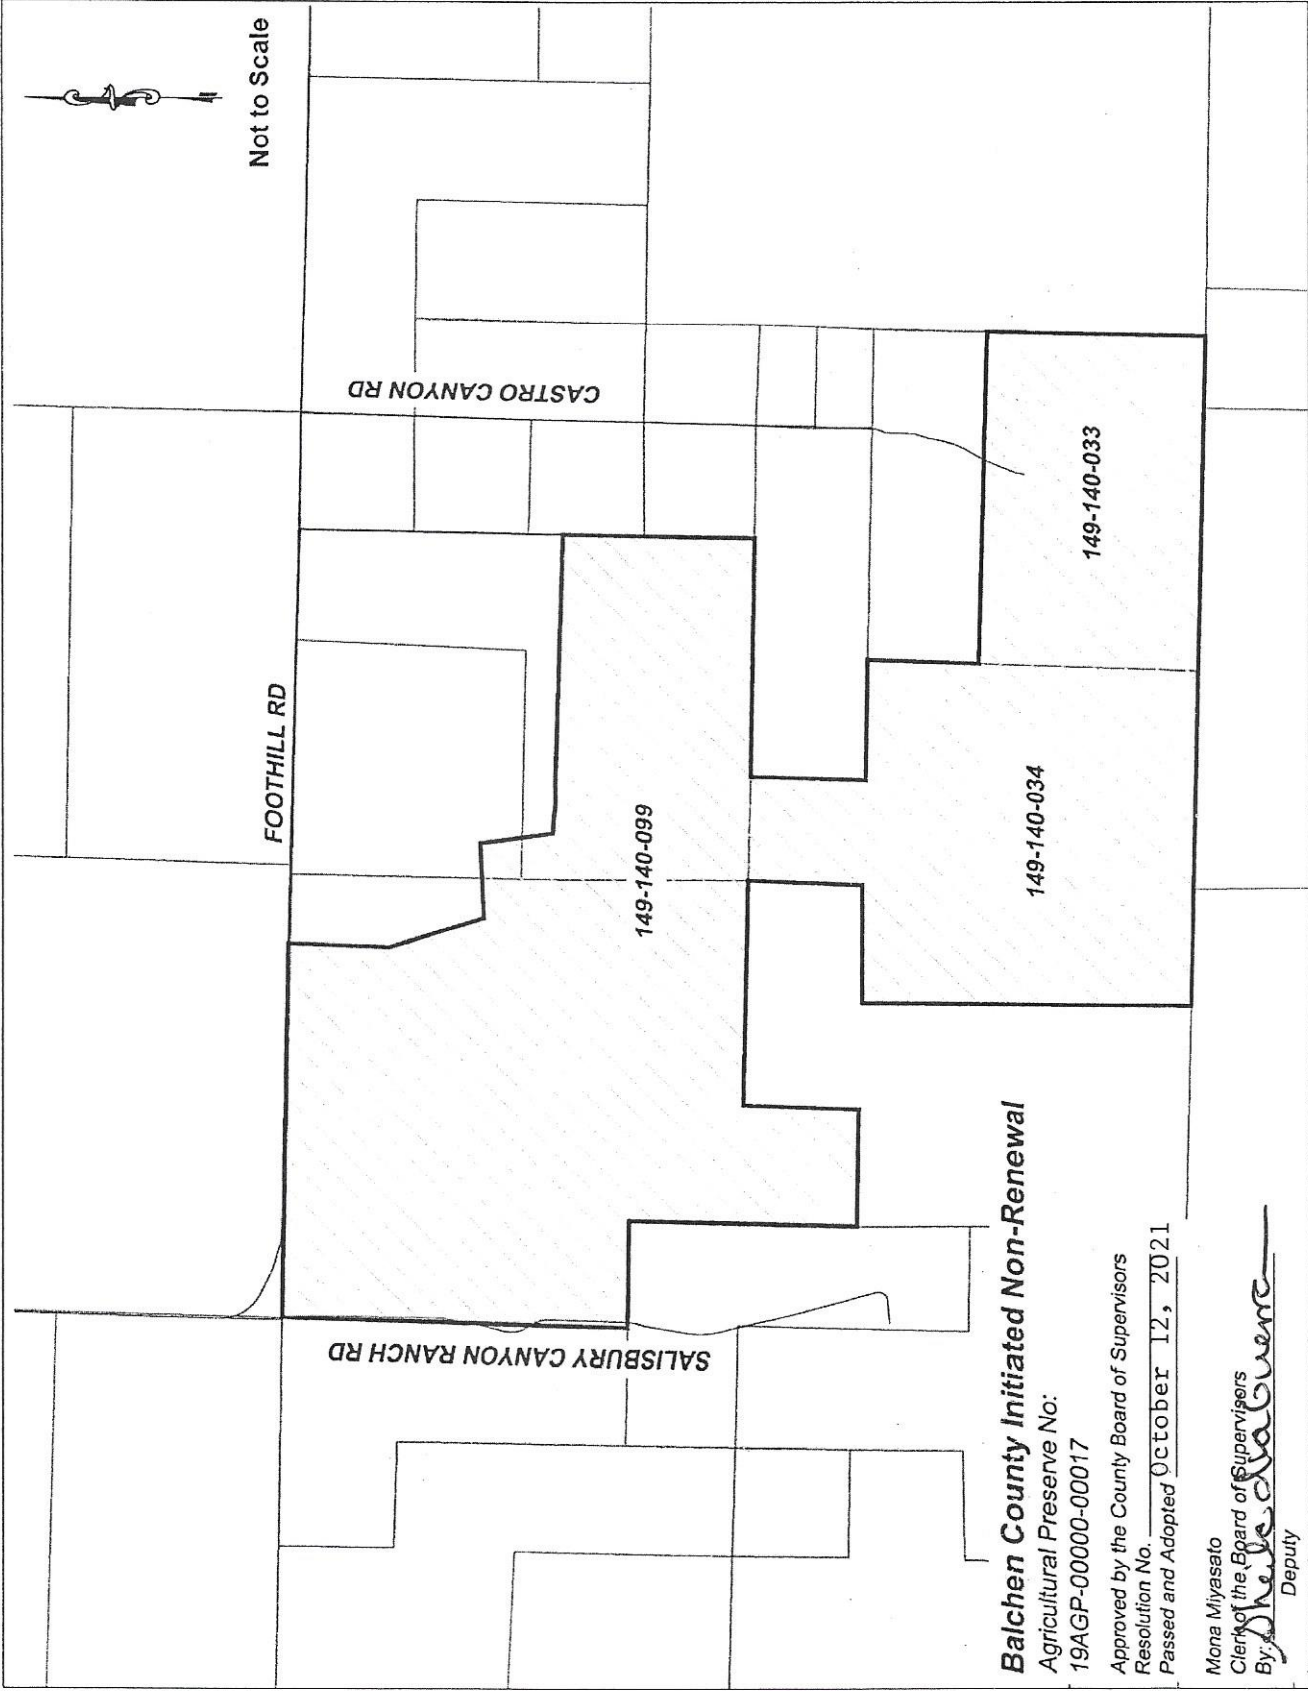 Not to Scale
FOOTHILL RD
CASTRO CANYON RD
SALISBURY CANYON RANCH RD
149-140-099
149-140-034
149-140-033
Balchen County Initiated Non-Renewal
Agricultural Preserve No:
19AGP-00000-00017
Approved by the County Board of Supervisors
Resolution No.
Passed and Adopted October 12, 2021
Mona Miyasato
Clerk of the Board of Supervisors
By:
Deputy